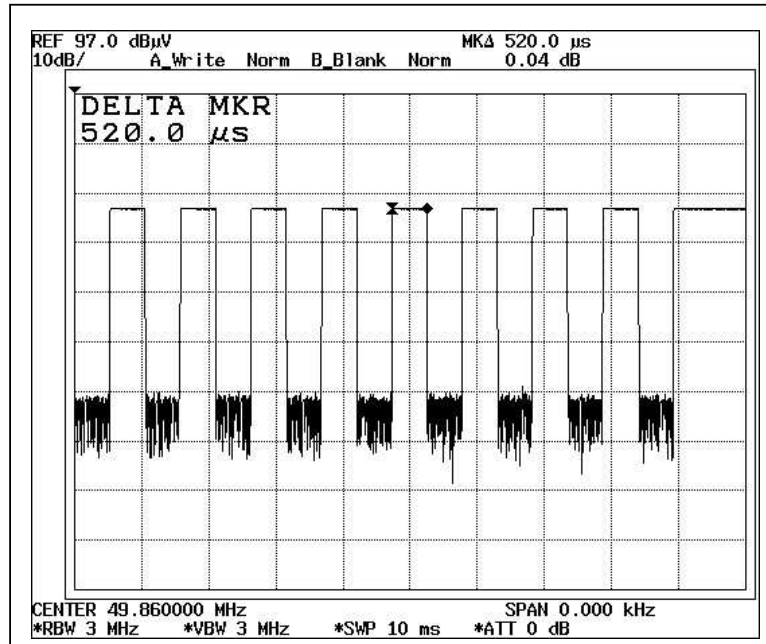 REF 97.0 dBµV MKΔ 520.0 µs
10dB/ A_Write Norm B_Blank Norm 0.04 dB
DELTA MKR
520.0 µs
CENTER 49.860000 MHz SPAN 0.000 kHz
*RBW 3 MHz *VBW 3 MHz *SWP 10 ms *ATT 0 dB